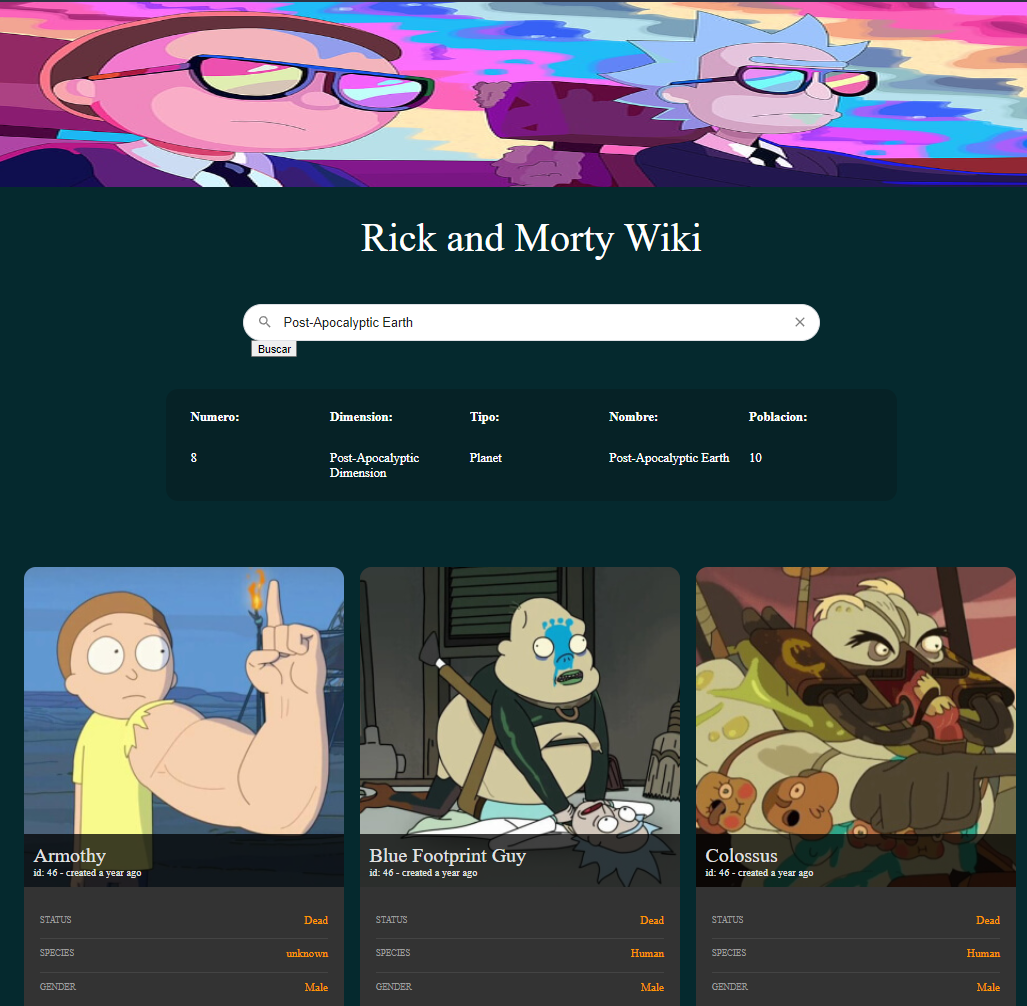 Rick and Morty Wiki
Post-Apocalyptic Earth
Buscar
Numero: Dimension: Tipo: Nombre: Poblacion:
8 Post-Apocalyptic Dimension Planet Post-Apocalyptic Earth 10
Armothy
id: 46 - created a year ago
STATUS Dead
SPECIES unknown
GENDER Male
Blue Footprint Guy
id: 46 - created a year ago
STATUS Dead
SPECIES Human
GENDER Male
Colossus
id: 46 - created a year ago
STATUS Dead
SPECIES Human
GENDER Male